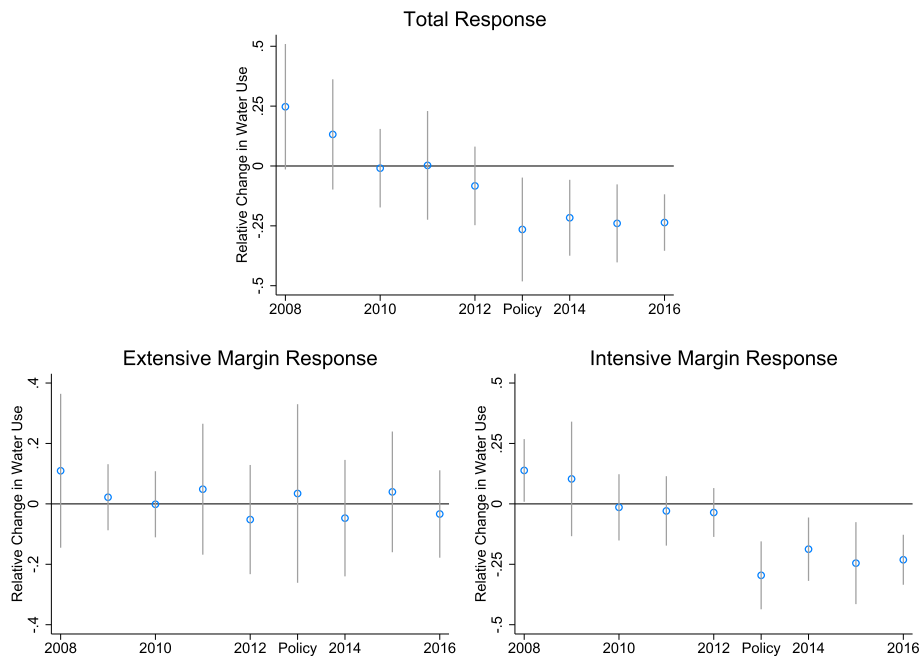 Total Response
Relative Change in Water Use
.5
.25
0
-.25
-.5
2008 2010 2012 Policy 2014 2016
Extensive Margin Response
Relative Change in Water Use
.4
.2
0
-.2
-.4
2008 2010 2012 Policy 2014 2016
Intensive Margin Response
Relative Change in Water Use
.5
.25
0
-.25
-.5
2008 2010 2012 Policy 2014 2016